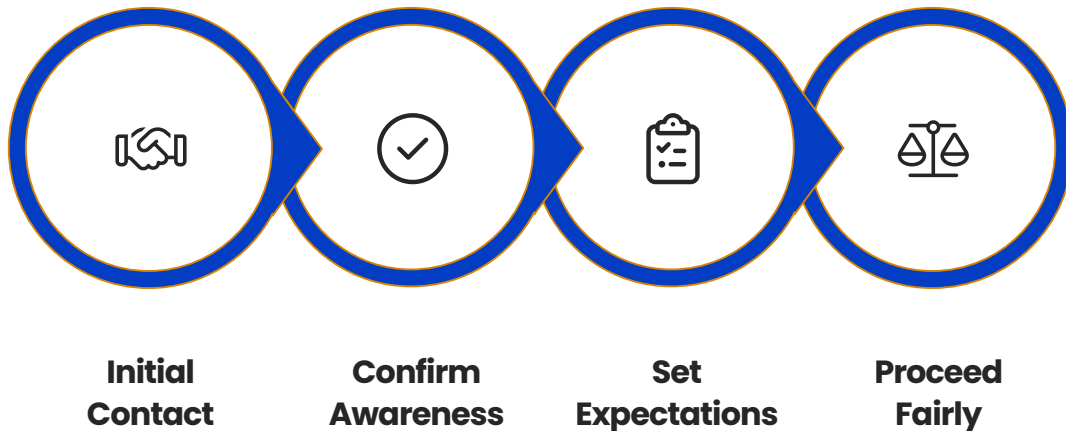 Initial
Contact
Confirm
Awareness
Set
Expectations
Proceed
Fairly